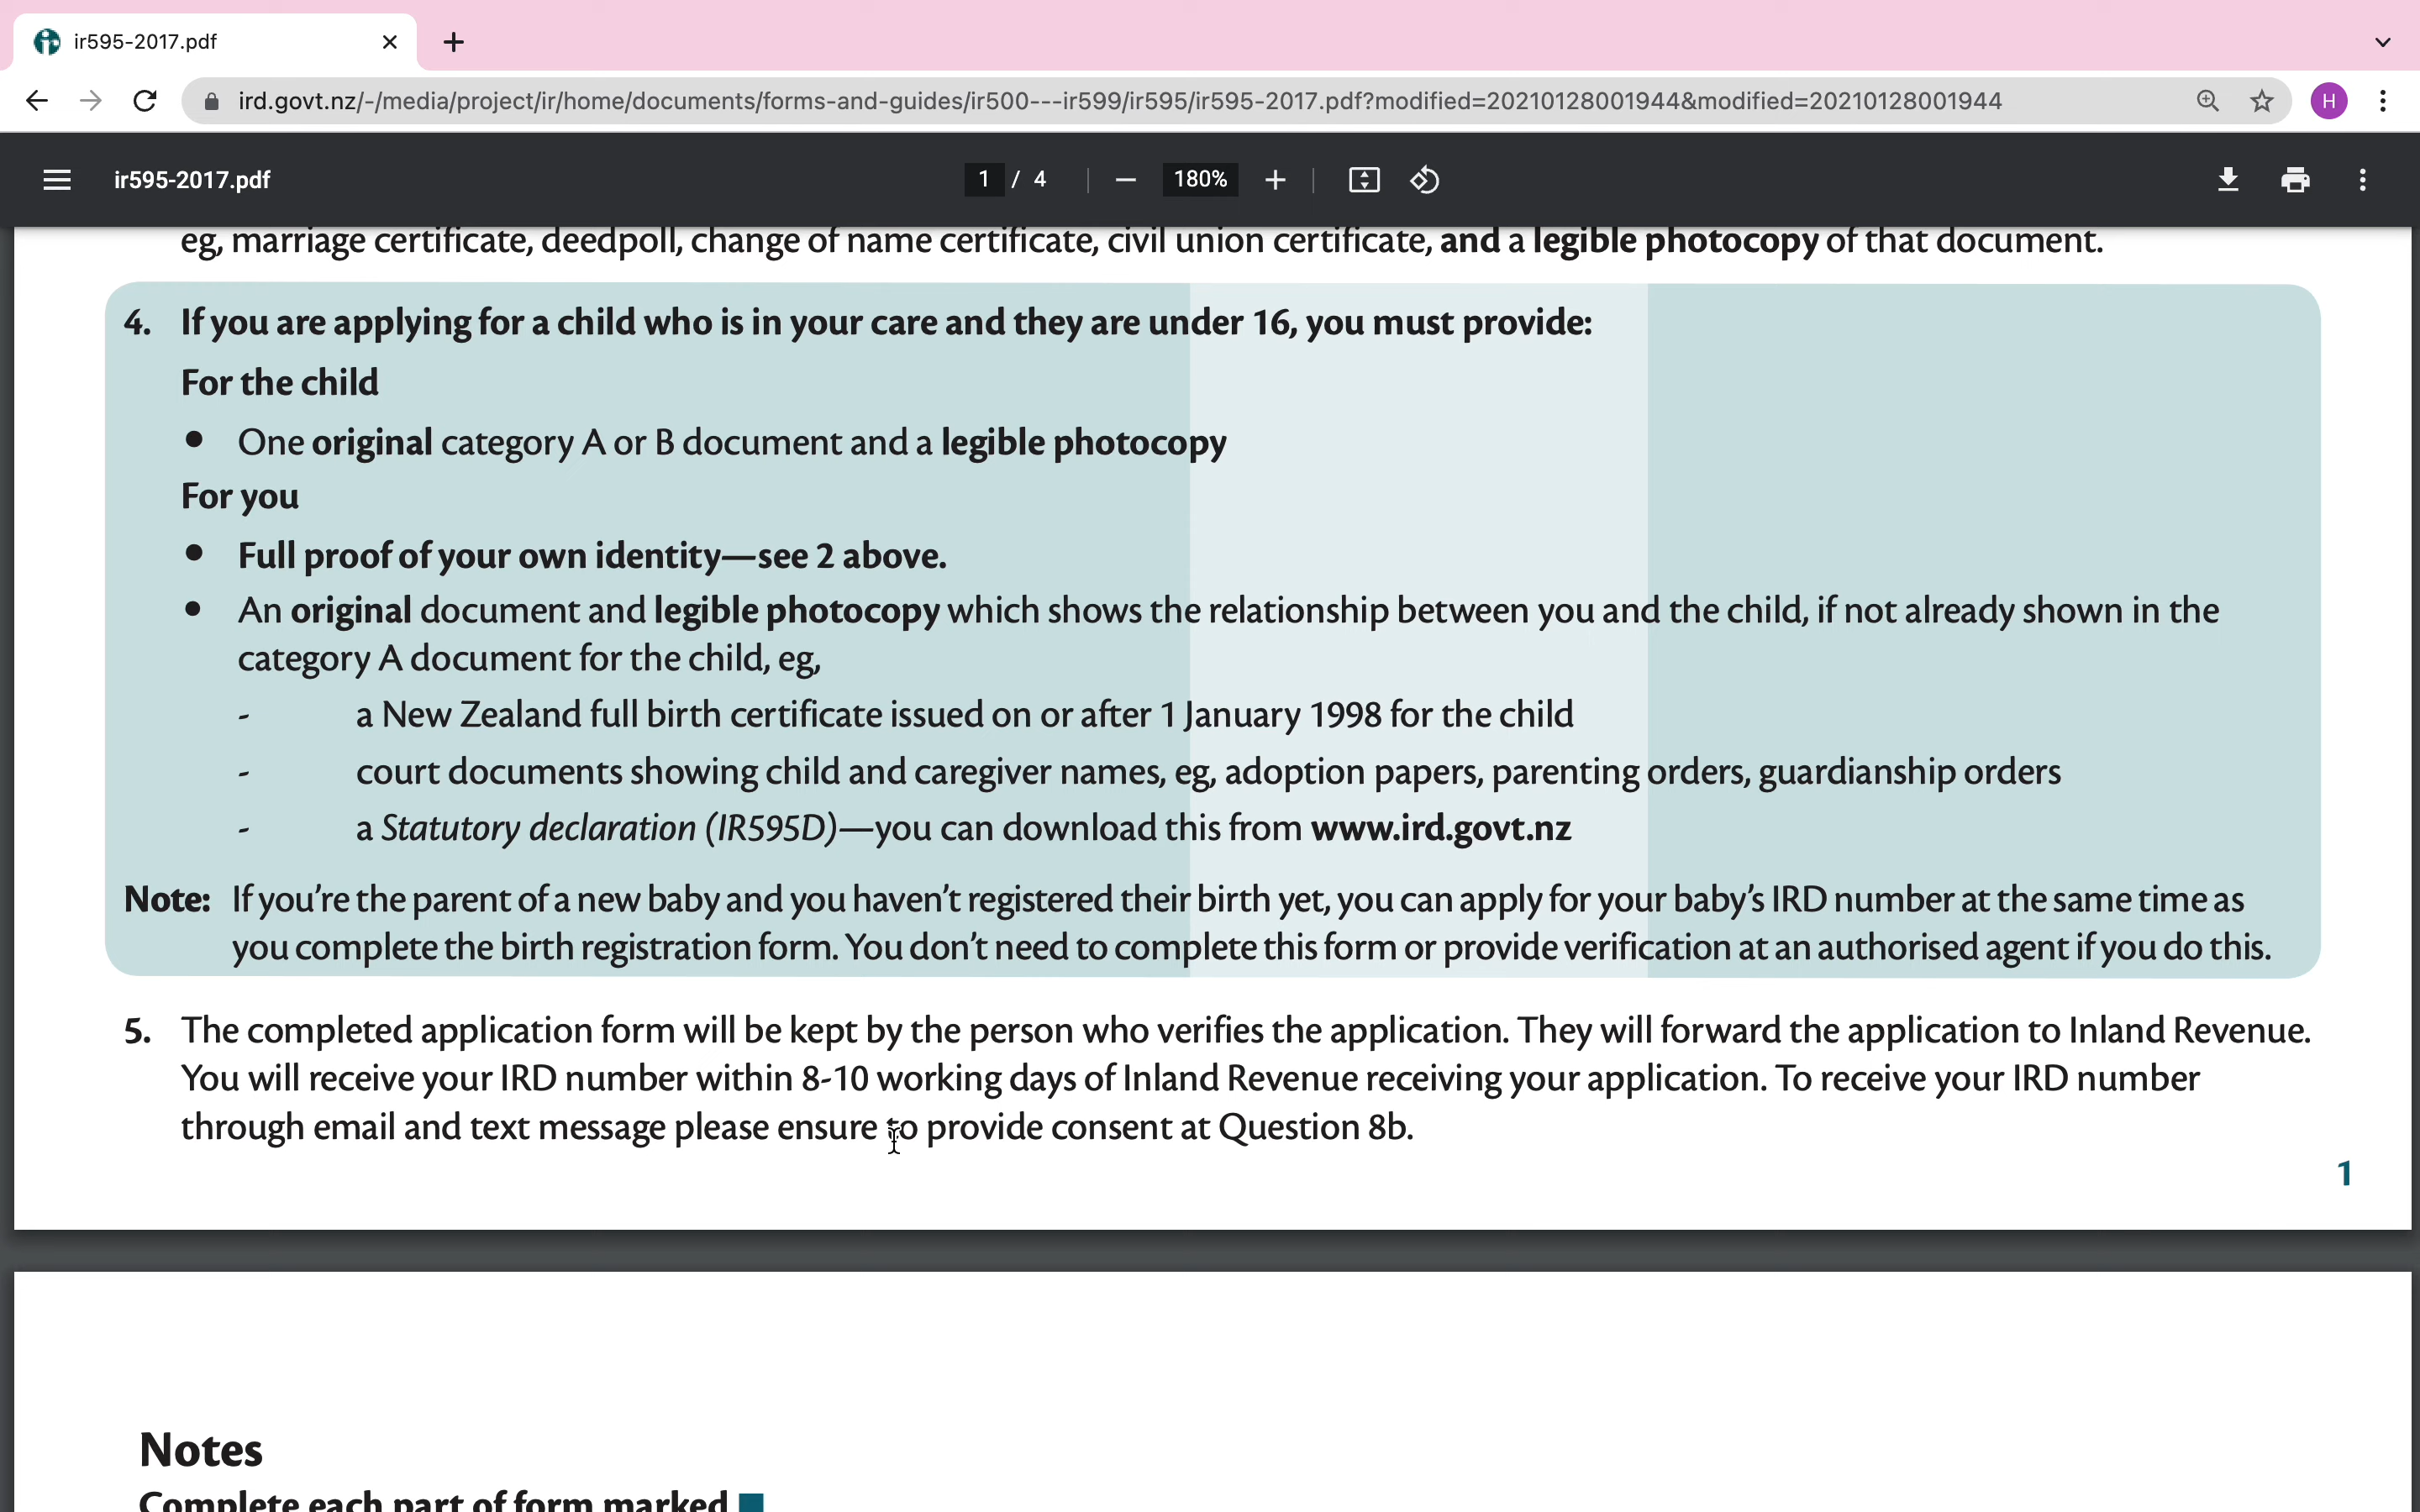 ir595-2017.pdf
ird.govt.nz/-/media/project/ir/home/documents/forms-and-guides/ir500---ir599/ir595/ir595-2017.pdf?modified=20210128001944&modified=20210128001944
H
ir595-2017.pdf
1 / 4
180%
eg, marriage certificate, deedpoll, change of name certificate, civil union certificate, and a legible photocopy of that document.
4. If you are applying for a child who is in your care and they are under 16, you must provide:
For the child
• One original category A or B document and a legible photocopy
For you
• Full proof of your own identity—see 2 above.
• An original document and legible photocopy which shows the relationship between you and the child, if not already shown in the
category A document for the child, eg,
- a New Zealand full birth certificate issued on or after 1 January 1998 for the child
- court documents showing child and caregiver names, eg, adoption papers, parenting orders, guardianship orders
- a Statutory declaration (IR595D)—you can download this from www.ird.govt.nz
Note: If you're the parent of a new baby and you haven't registered their birth yet, you can apply for your baby's IRD number at the same time as
you complete the birth registration form. You don't need to complete this form or provide verification at an authorised agent if you do this.
5. The completed application form will be kept by the person who verifies the application. They will forward the application to Inland Revenue.
You will receive your IRD number within 8-10 working days of Inland Revenue receiving your application. To receive your IRD number
through email and text message please ensure to provide consent at Question 8b.
1
Notes
Complete each part of form marked